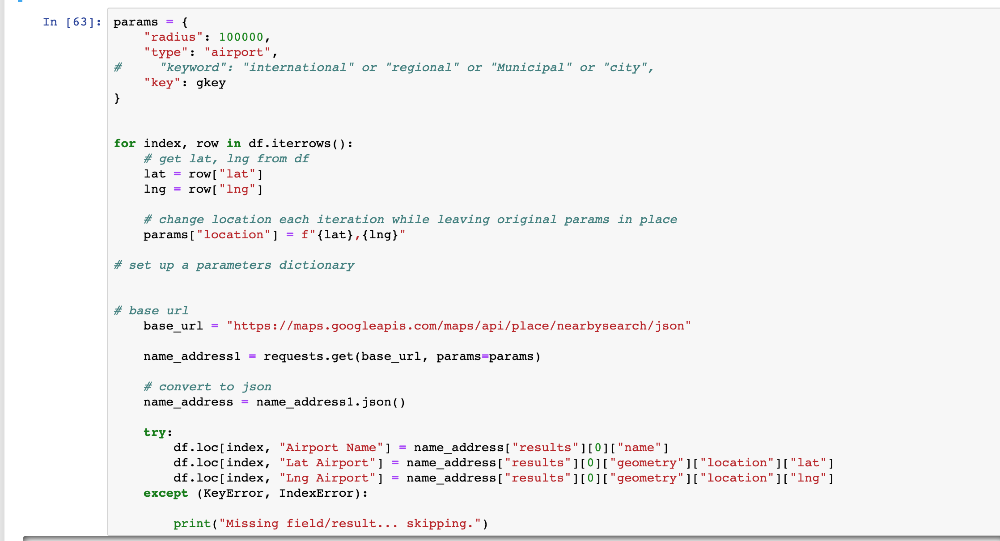 In [63]: params = {
    "radius": 100000,
    "type": "airport",
#     "keyword": "international" or "regional" or "Municipal" or "city",
    "key": gkey
}
for index, row in df.iterrows():
    # get lat, lng from df
    lat = row["lat"]
    lng = row["lng"]
    # change location each iteration while leaving original params in place
    params["location"] = f"{lat},{lng}"
# set up a parameters dictionary
# base url
    base_url = "https://maps.googleapis.com/maps/api/place/nearbysearch/json"
    name_address1 = requests.get(base_url, params=params)
    # convert to json
    name_address = name_address1.json()
    try:
        df.loc[index, "Airport Name"] = name_address["results"][0]["name"]
        df.loc[index, "Lat Airport"] = name_address["results"][0]["geometry"]["location"]["lat"]
        df.loc[index, "Lng Airport"] = name_address["results"][0]["geometry"]["location"]["lng"]
    except (KeyError, IndexError):
        print("Missing field/result... skipping.")